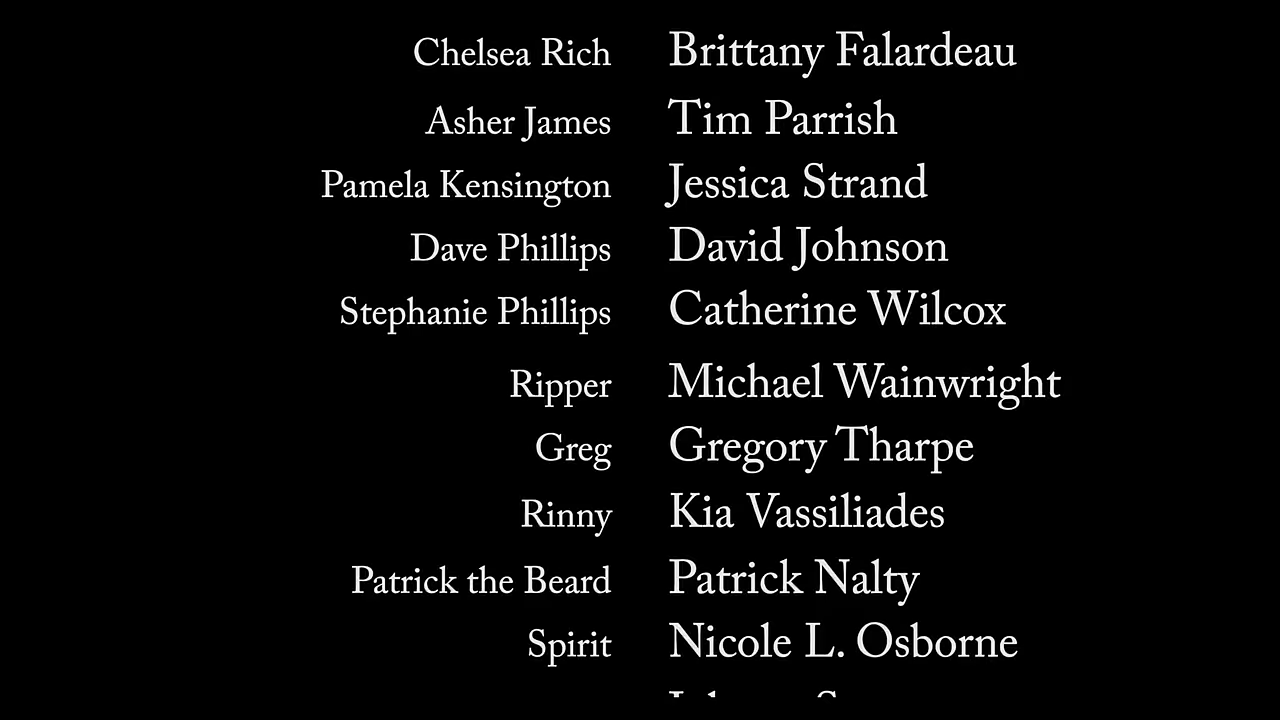 Chelsea Rich Brittany Falardeau
Asher James Tim Parrish
Pamela Kensington Jessica Strand
Dave Phillips David Johnson
Stephanie Phillips Catherine Wilcox
Ripper Michael Wainwright
Greg Gregory Tharpe
Rinny Kia Vassiliades
Patrick the Beard Patrick Nalty
Spirit Nicole L. Osborne